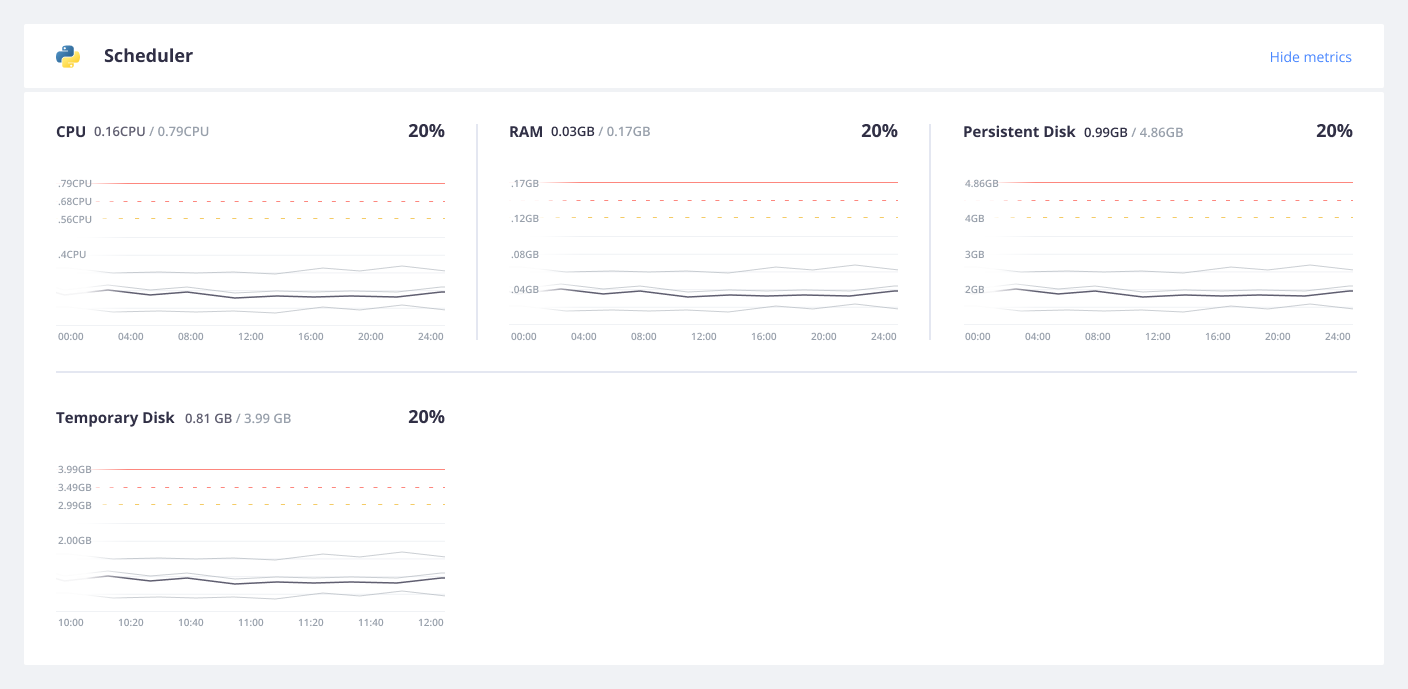 Scheduler
Hide metrics
CPU 0.16CPU / 0.79CPU 20%
.79CPU
.68CPU
.56CPU
.4CPU
00:00 04:00 08:00 12:00 16:00 20:00 24:00
RAM 0.03GB / 0.17GB 20%
.17GB
.12GB
.08GB
.04GB
00:00 04:00 08:00 12:00 16:00 20:00 24:00
Persistent Disk 0.99GB / 4.86GB 20%
4.86GB
4GB
3GB
2GB
00:00 04:00 08:00 12:00 16:00 20:00 24:00
Temporary Disk 0.81 GB / 3.99 GB 20%
3.99GB
3.49GB
2.99GB
2.00GB
10:00 10:20 10:40 11:00 11:20 11:40 12:00